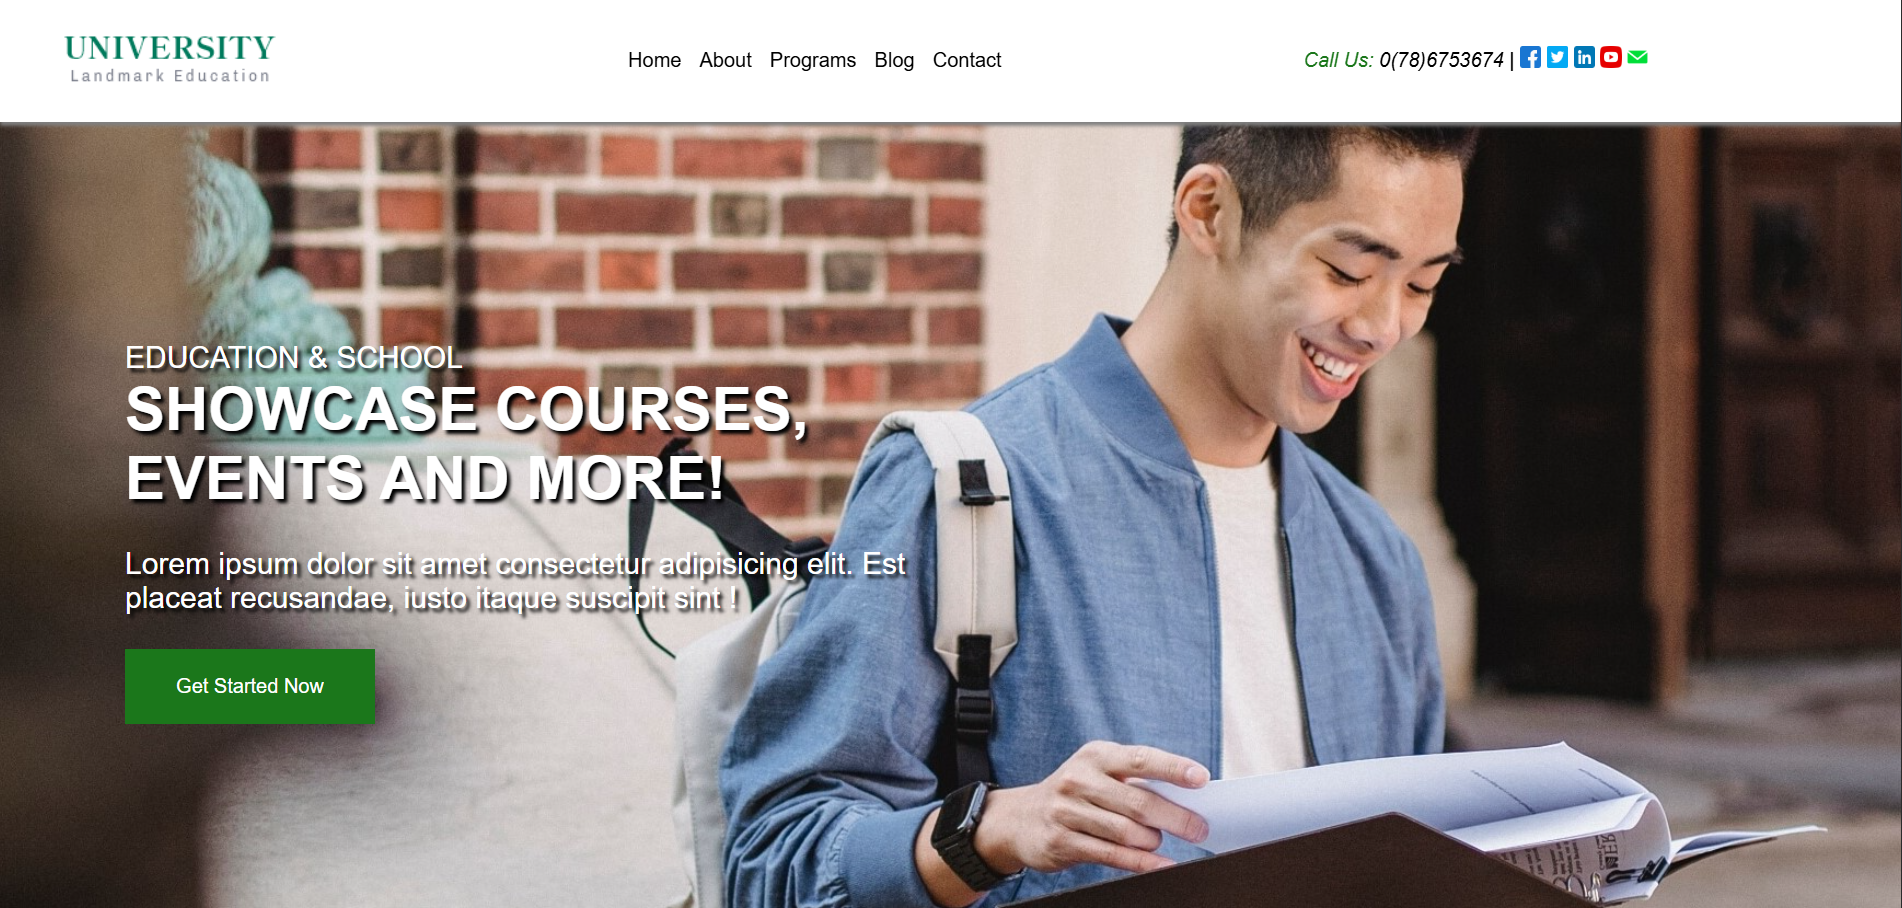 UNIVERSITY
Landmark Education
Home About Programs Blog Contact
Call Us: 0(78)6753674 |
EDUCATION & SCHOOL
SHOWCASE COURSES,
EVENTS AND MORE!
Lorem ipsum dolor sit amet consectetur adipisicing elit. Est
placeat recusandae, iusto itaque suscipit sint !
Get Started Now